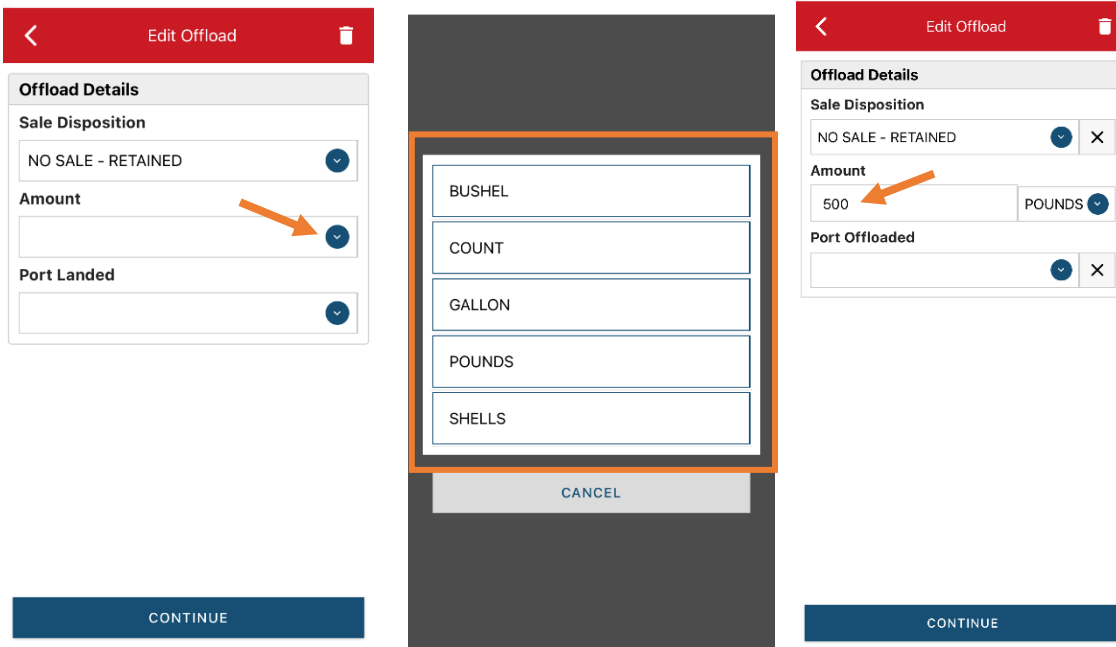 Edit Offload
Offload Details
Sale Disposition
NO SALE - RETAINED
Amount
Port Landed
CONTINUE
BUSHEL
COUNT
GALLON
POUNDS
SHELLS
CANCEL
Edit Offload
Offload Details
Sale Disposition
NO SALE - RETAINED
Amount
500 POUNDS
Port Offloaded
CONTINUE